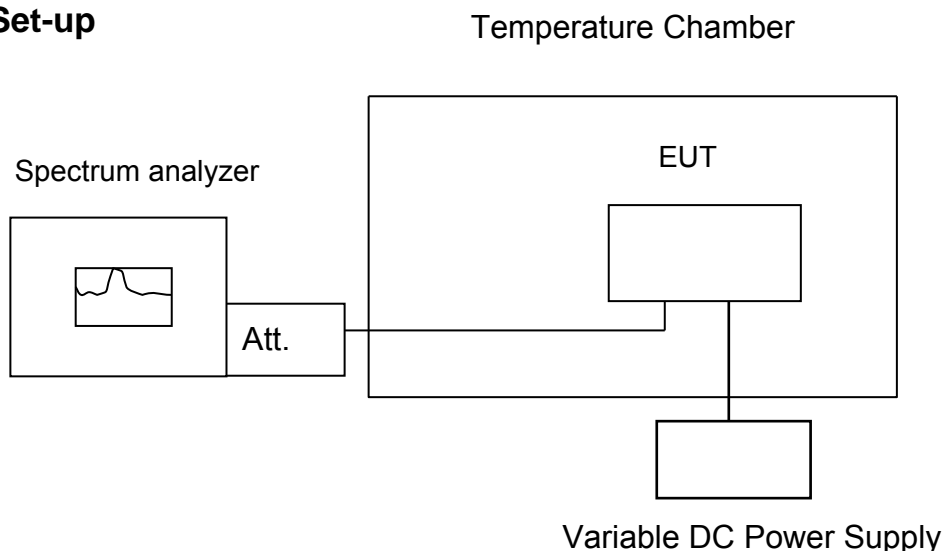 Set-up
Temperature Chamber
Spectrum analyzer
EUT
Att.
Variable DC Power Supply